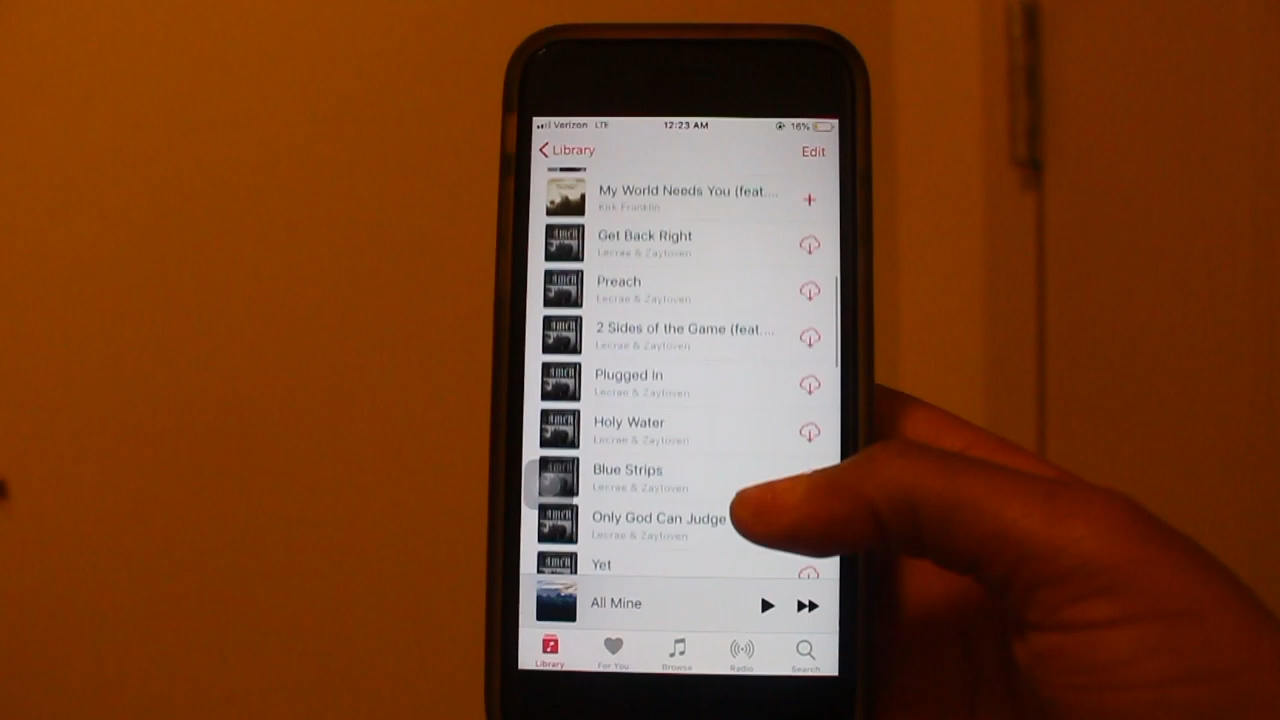 Verizon LTE 12:23 AM 16%
Library Edit
My World Needs You (feat....
Kirk Franklin
Get Back Right
Lecrae & Zaytoven
Preach
Lecrae & Zaytoven
2 Sides of the Game (feat....
Lecrae & Zaytoven
Plugged In
Lecrae & Zaytoven
Holy Water
Lecrae & Zaytoven
Blue Strips
Lecrae & Zaytoven
Only God Can Judge
Lecrae & Zaytoven
Yet
All Mine
Library For You Browse Radio Search